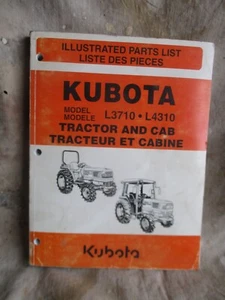 ILLUSTRATED PARTS LIST
LISTE DES PIECES
KUBOTA
MODEL
MODELE L3710 • L4310
TRACTOR AND CAB
TRACTEUR ET CABINE
Kubota